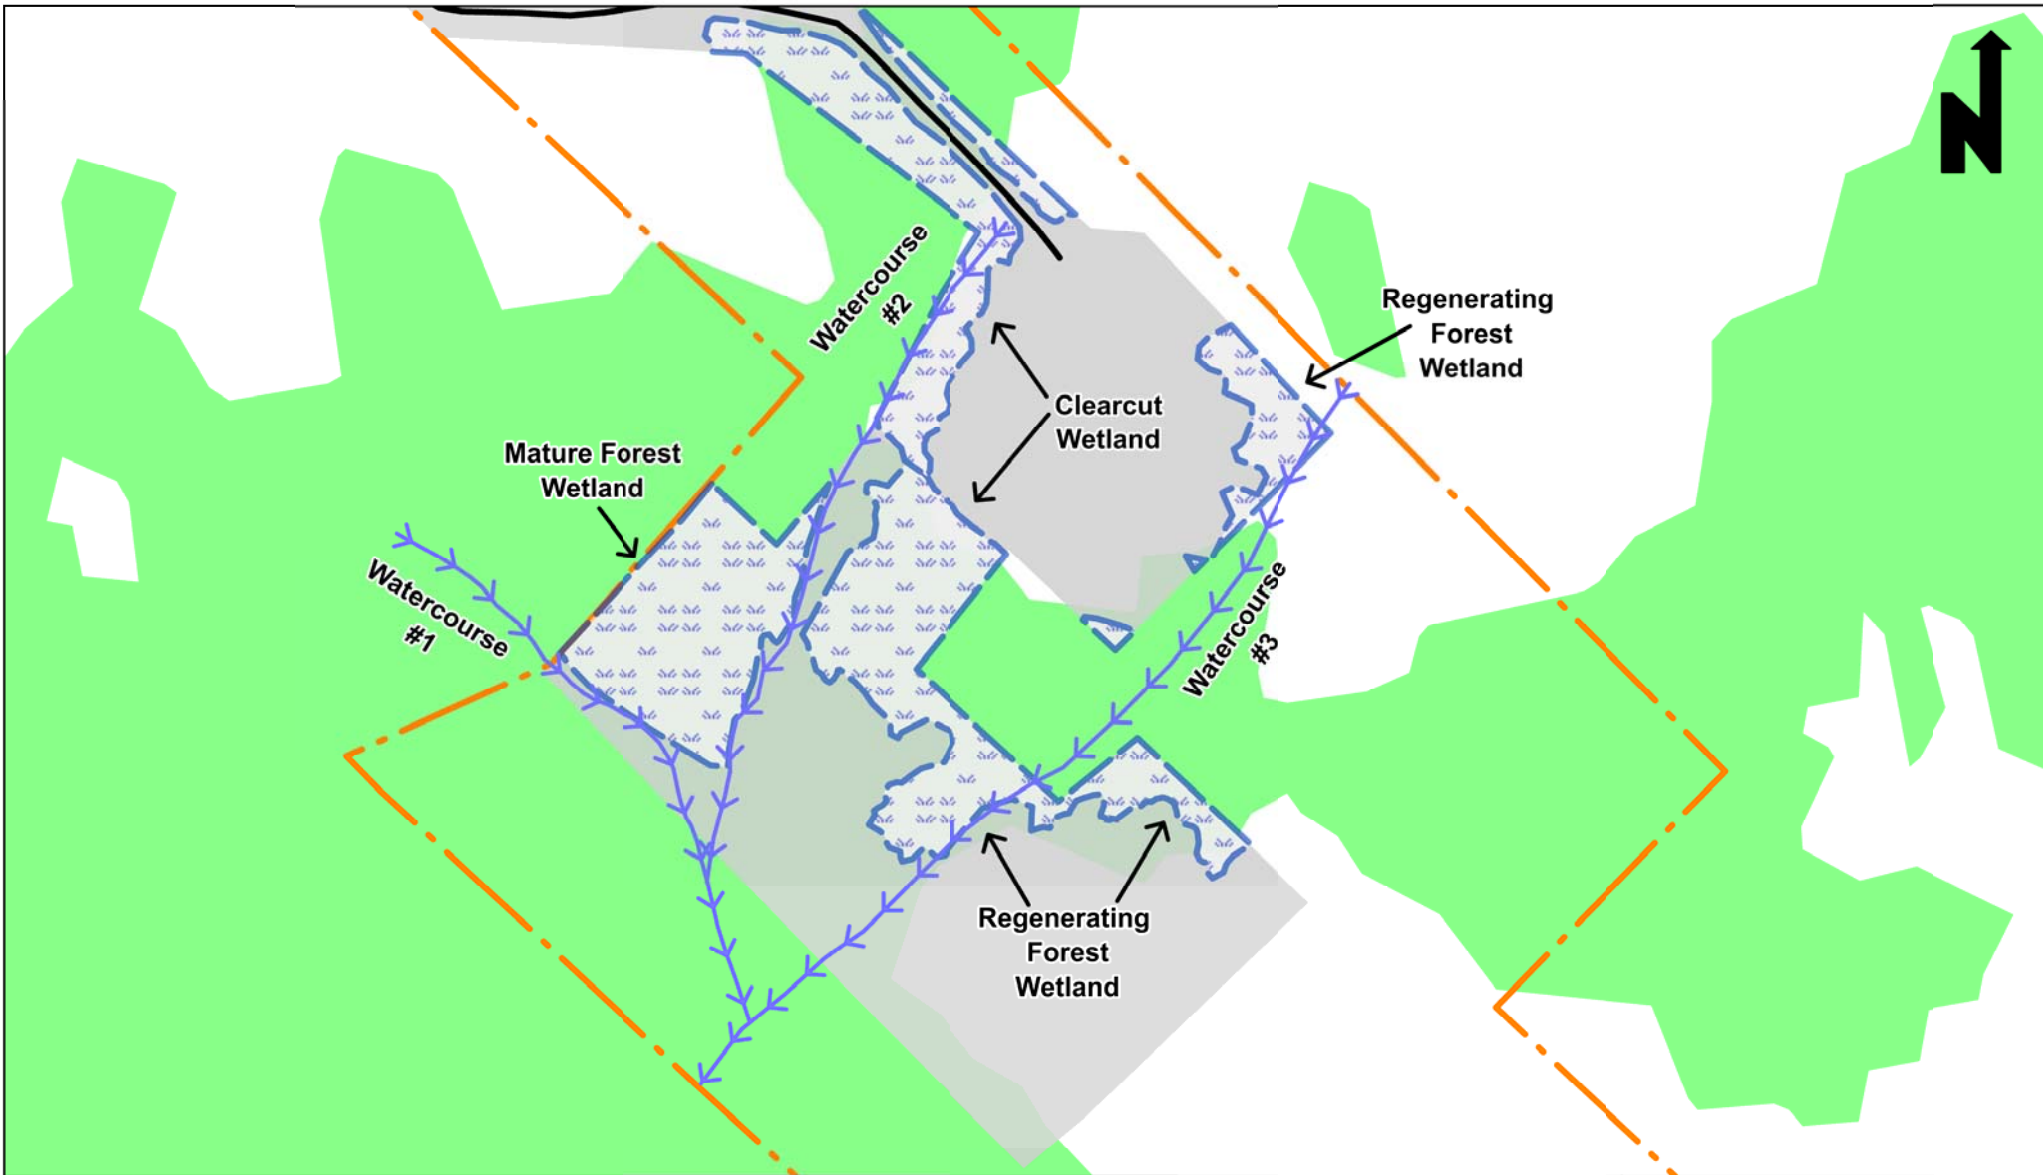 N
Watercourse
#2
Regenerating
Forest
Wetland
Clearcut
Wetland
Mature Forest
Wetland
Watercourse
#1
Watercourse
#3
Regenerating
Forest
Wetland